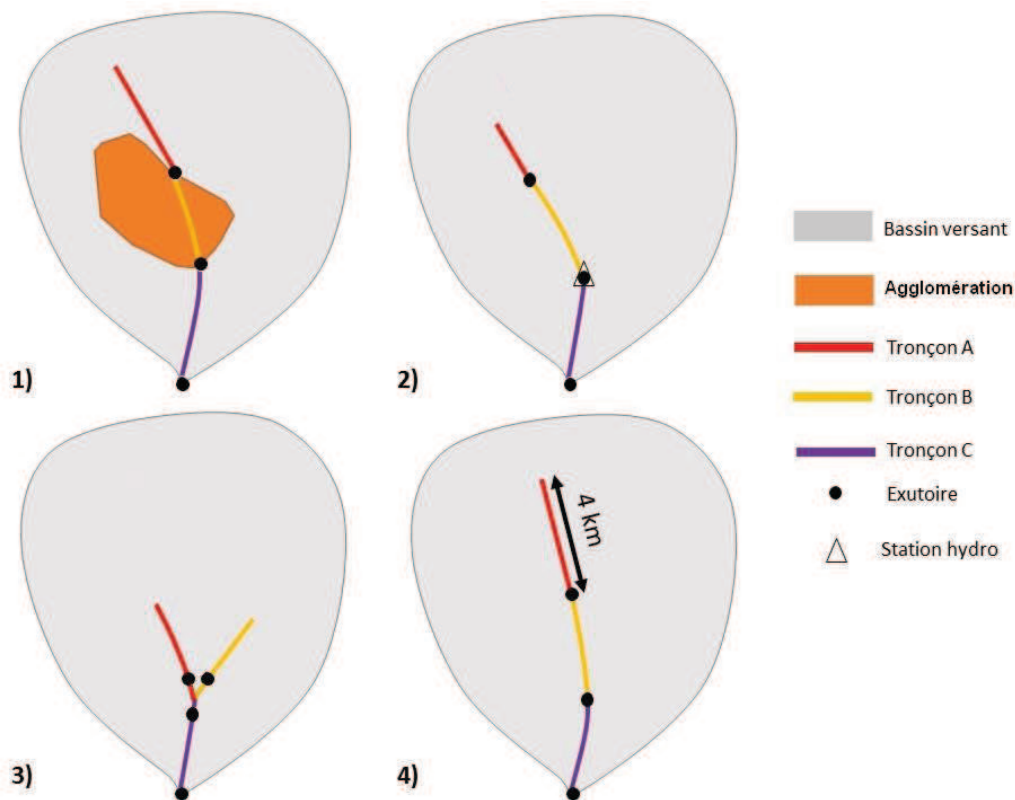 1)
2)
3)
4)
4 km
Bassin versant
Agglomération
Tronçon A
Tronçon B
Tronçon C
Exutoire
Station hydro